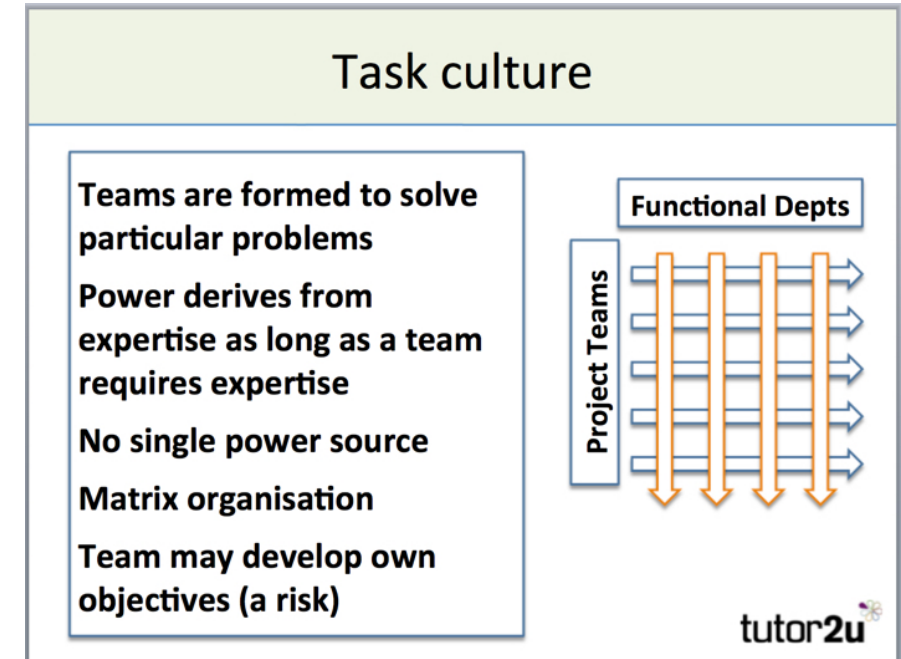 Task culture
Teams are formed to solve
particular problems
Power derives from
expertise as long as a team
requires expertise
No single power source
Matrix organisation
Team may develop own
objectives (a risk)
Functional Depts
Project Teams
tutor2u